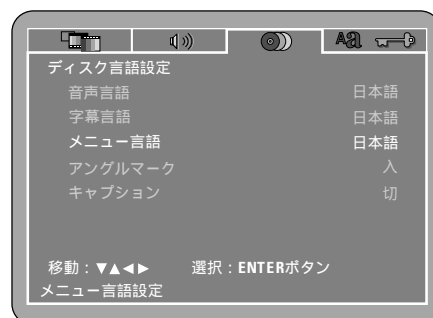 Aあ
ディスク言語設定
音声言語 日本語
字幕言語 日本語
メニュー言語 日本語
アングルマーク 入
キャプション 切
移動:▼▲◀▶ 選択:ENTERボタン
メニュー言語設定